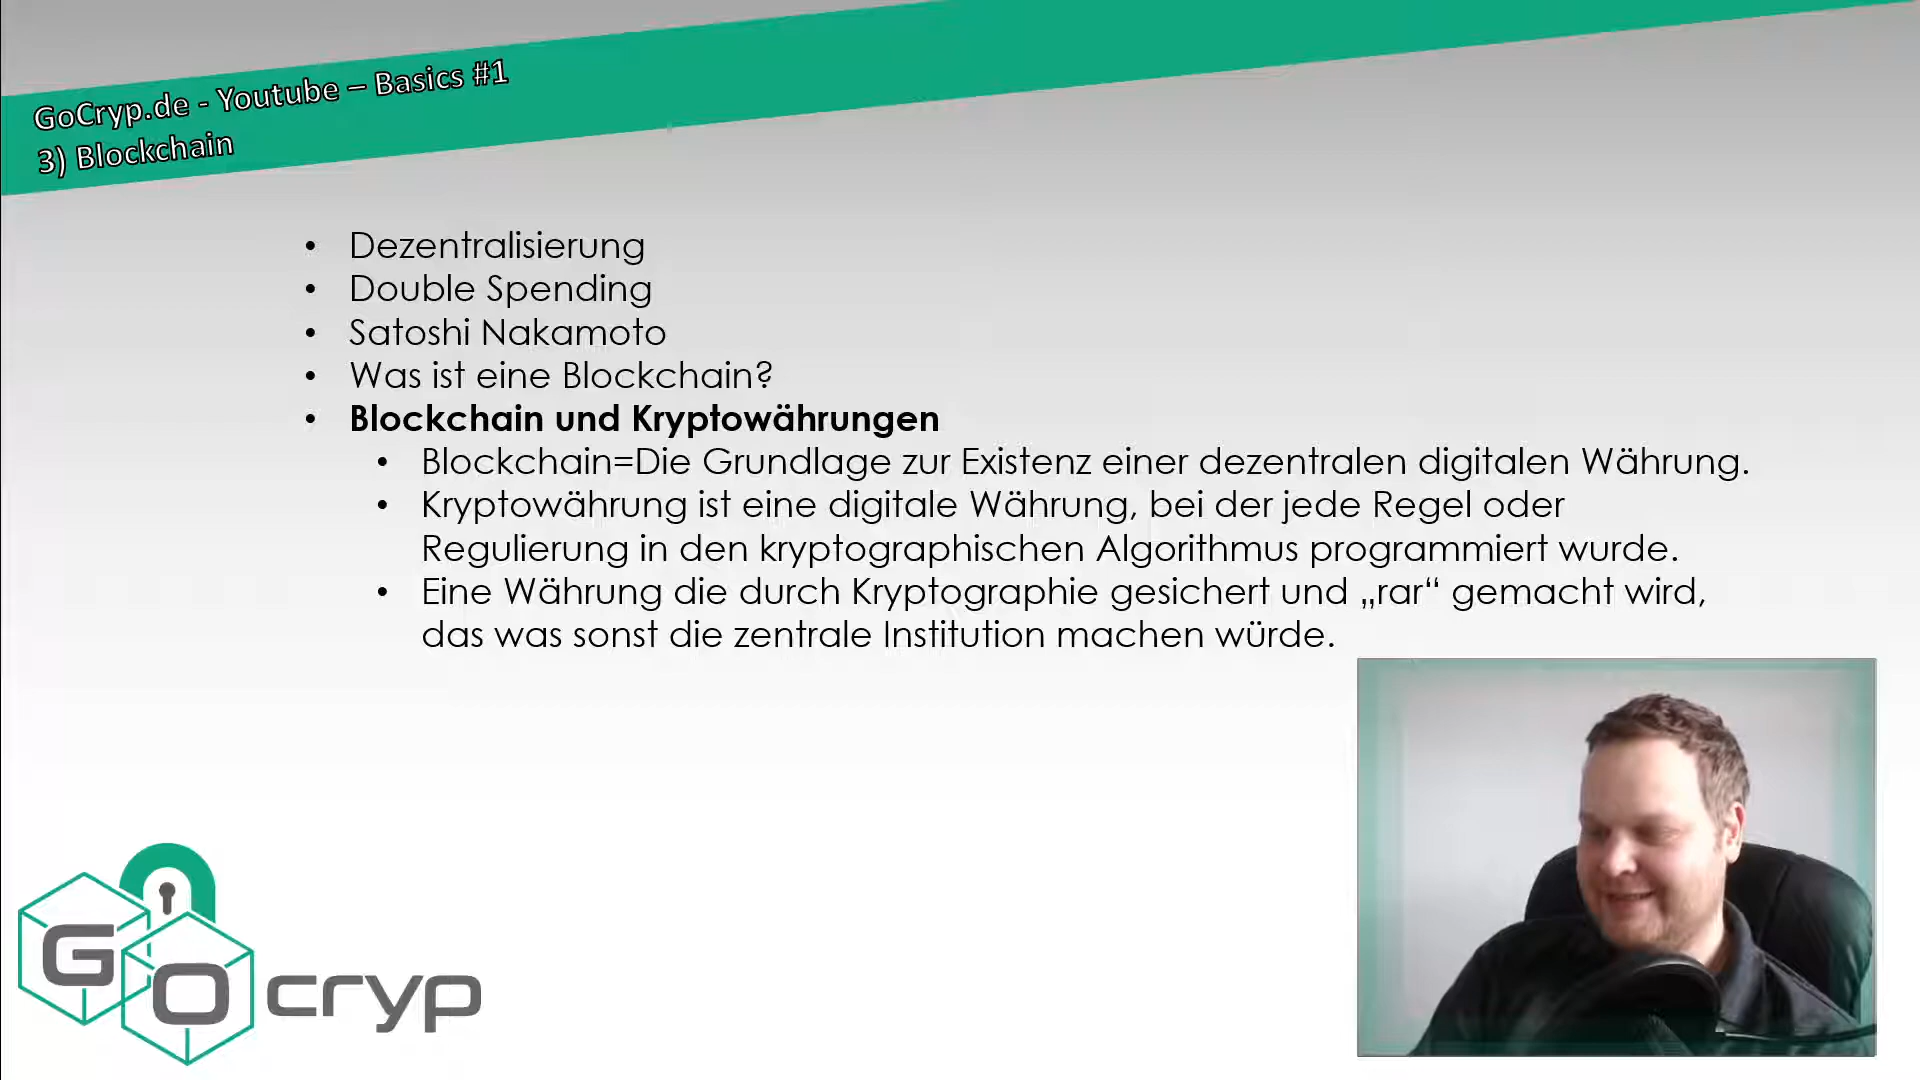 GoCryp.de - Youtube – Basics #1
3) Blockchain
• Dezentralisierung
• Double Spending
• Satoshi Nakamoto
• Was ist eine Blockchain?
• Blockchain und Kryptowährungen
• Blockchain=Die Grundlage zur Existenz einer dezentralen digitalen Währung.
• Kryptowährung ist eine digitale Währung, bei der jede Regel oder
Regulierung in den kryptographischen Algorithmus programmiert wurde.
• Eine Währung die durch Kryptographie gesichert und „rar“ gemacht wird,
das was sonst die zentrale Institution machen würde.
GO cryp